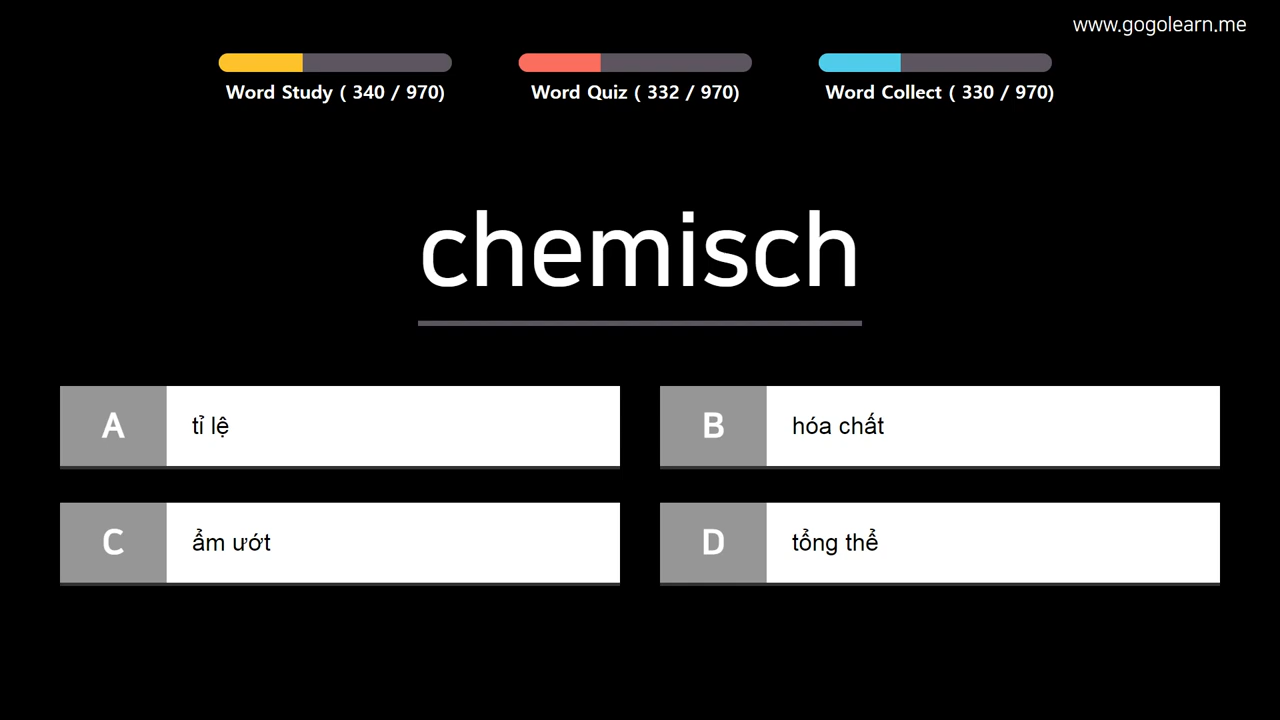 www.gogolearn.me
Word Study ( 340 / 970)
Word Quiz ( 332 / 970)
Word Collect ( 330 / 970)
chemisch
A
tỉ lệ
B
hóa chất
C
ẩm ướt
D
tổng thể